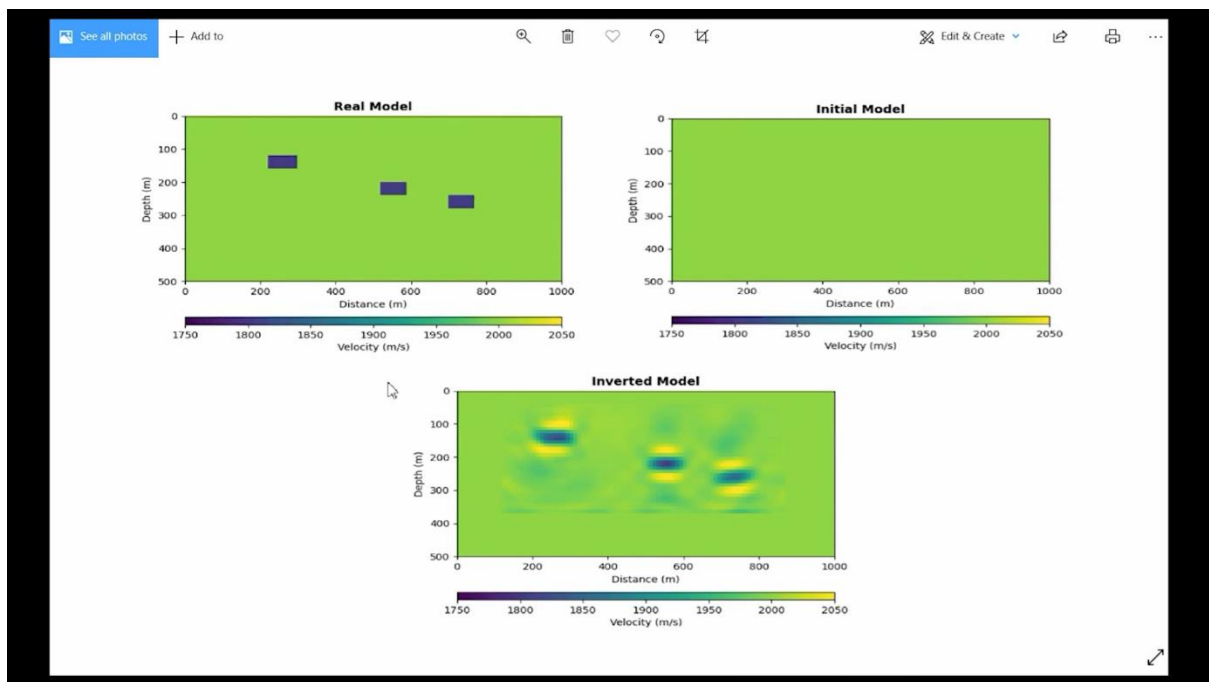 See all photos
Add to
Edit & Create
Real Model
0
100
200
300
400
500
Depth (m)
0 200 400 600 800 1000
Distance (m)
1750 1800 1850 1900 1950 2000 2050
Velocity (m/s)
Initial Model
0
100
200
300
400
500
Depth (m)
0 200 400 600 800 1000
Distance (m)
1750 1800 1850 1900 1950 2000 2050
Velocity (m/s)
Inverted Model
0
100
200
300
400
500
Depth (m)
0 200 400 600 800 1000
Distance (m)
1750 1800 1850 1900 1950 2000 2050
Velocity (m/s)